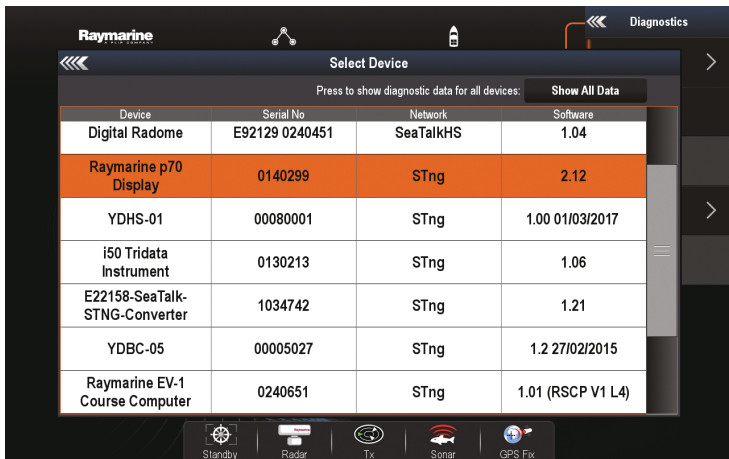 Raymarine
Diagnostics
Select Device
Press to show diagnostic data for all devices: Show All Data
Device Serial No Network Software
Digital Radome E92129 0240451 SeaTalkHS 1.04
Raymarine p70
Display 0140299 STng 2.12
YDHS-01 00080001 STng 1.00 01/03/2017
i50 Tridata
Instrument 0130213 STng 1.06
E22158-SeaTalk-
STNG-Converter 1034742 STng 1.21
YDBC-05 00005027 STng 1.2 27/02/2015
Raymarine EV-1
Course Computer 0240651 STng 1.01 (RSCP V1 L4)
Standby Radar Tx Sonar GPS Fix